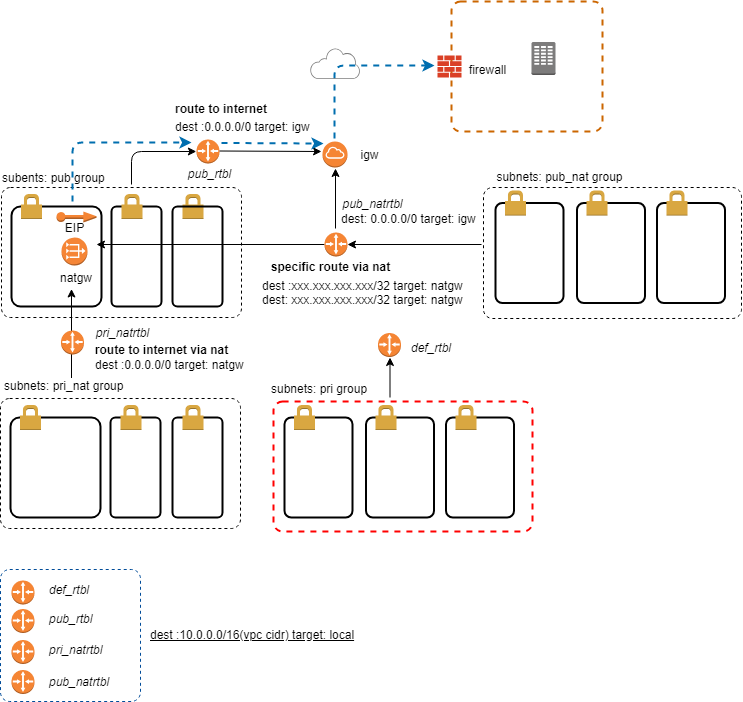 firewall
route to internet
dest :0.0.0.0/0 target: igw
igw
pub_rtbl
subents: pub group
subnets: pub_nat group
EIP
natgw
pub_natrtbl
dest: 0.0.0.0/0 target: igw
specific route via nat
dest :xxx.xxx.xxx.xxx/32 target: natgw
dest: xxx.xxx.xxx.xxx/32 target: natgw
pri_natrtbl
route to internet via nat
dest :0.0.0.0/0 target: natgw
def_rtbl
subnets: pri_nat group
subnets: pri group
def_rtbl
pub_rtbl
pri_natrtbl
pub_natrtbl
dest :10.0.0.0/16(vpc cidr) target: local